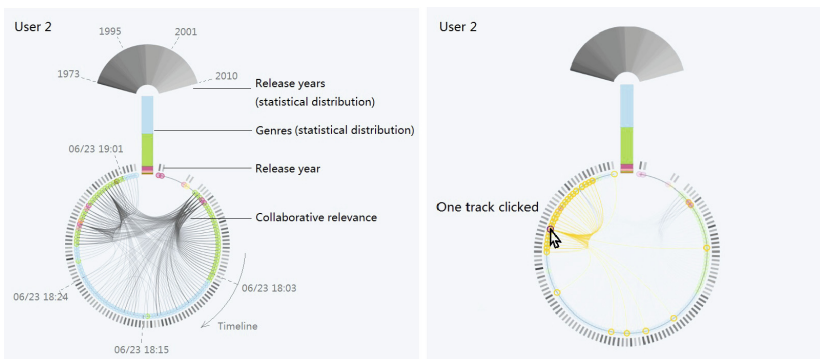 User 2
1995
2001
1973
2010
Release years
(statistical distribution)
Genres (statistical distribution)
06/23 19:01
Release year
Collaborative relevance
06/23 18:24
06/23 18:03
Timeline
06/23 18:15
User 2
One track clicked